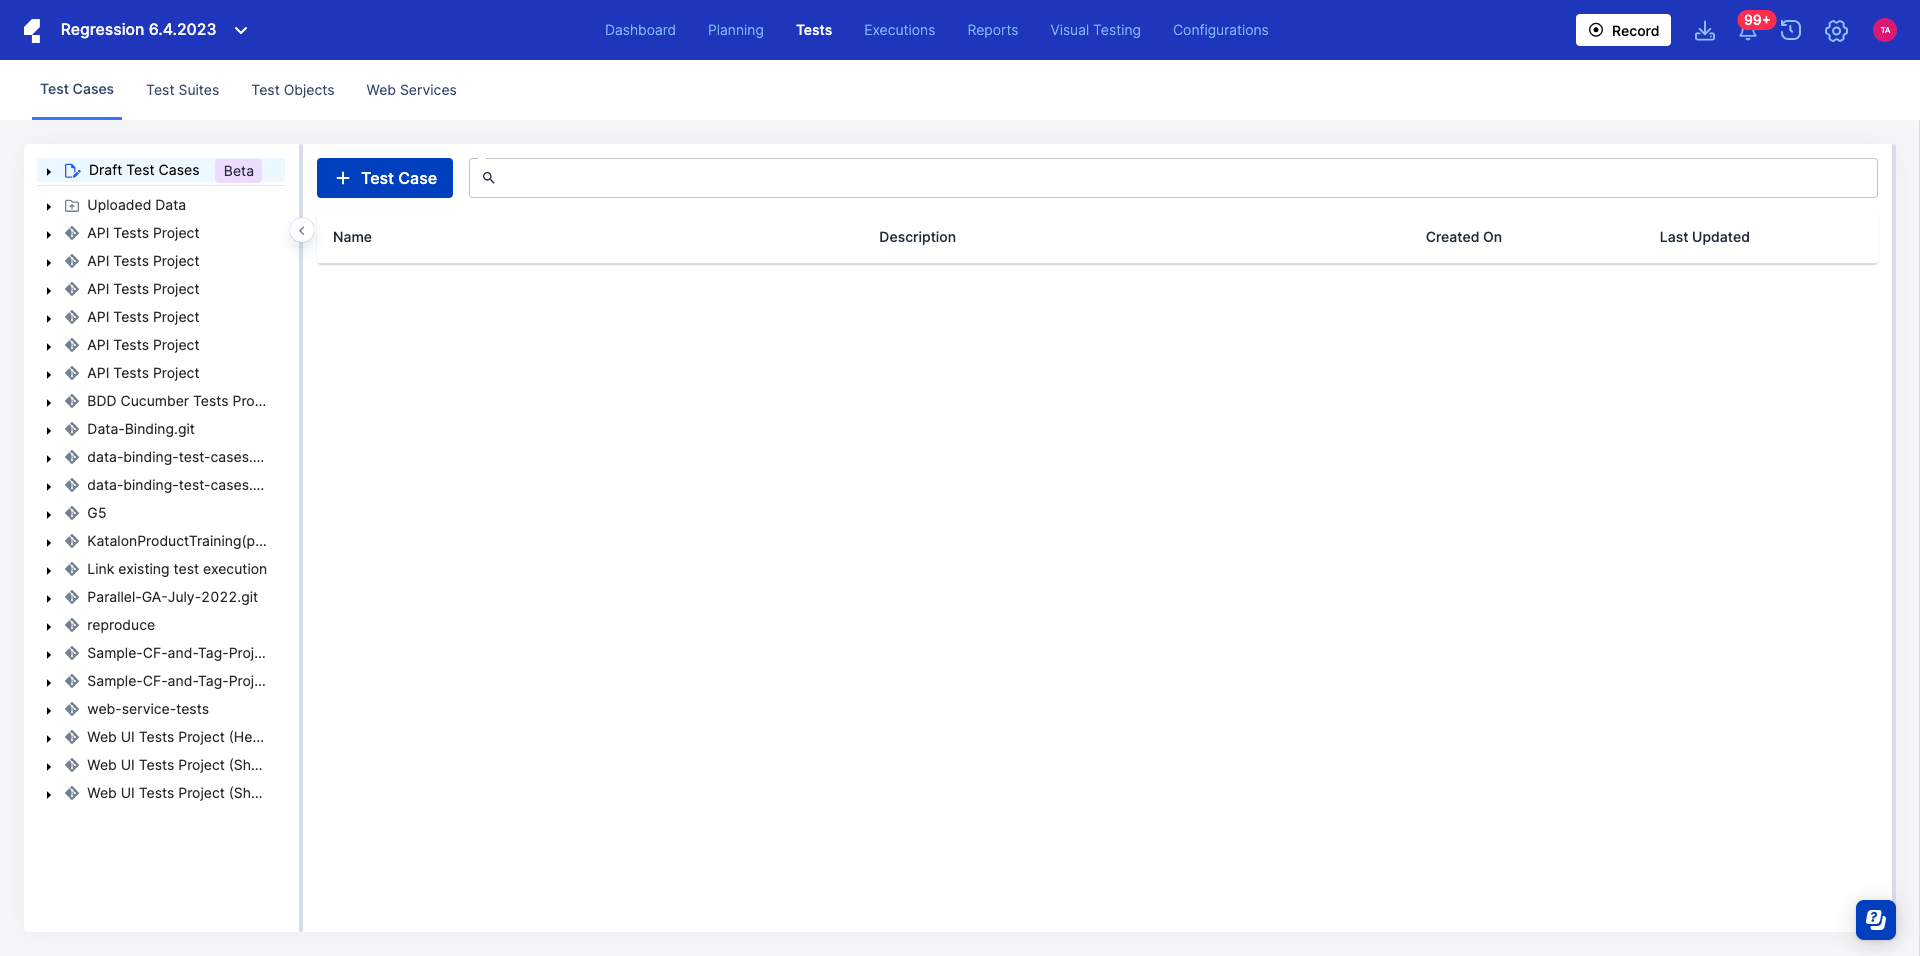 Regression 6.4.2023
Dashboard Planning Tests Executions Reports Visual Testing Configurations
Record 99+ TA
Test Cases Test Suites Test Objects Web Services
Draft Test Cases Beta
Test Case
Uploaded Data
API Tests Project
Name Description Created On Last Updated
API Tests Project
API Tests Project
API Tests Project
API Tests Project
API Tests Project
BDD Cucumber Tests Pro...
Data-Binding.git
data-binding-test-cases....
data-binding-test-cases....
G5
KatalonProductTraining(p...
Link existing test execution
Parallel-GA-July-2022.git
reproduce
Sample-CF-and-Tag-Proj...
Sample-CF-and-Tag-Proj...
web-service-tests
Web UI Tests Project (He...
Web UI Tests Project (Sh...
Web UI Tests Project (Sh...